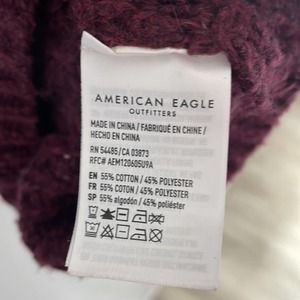 AMERICAN EAGLE
OUTFITTERS
MADE IN CHINA / FABRIQUÉ EN CHINE /
HECHO EN CHINA
RN 54485/CA 03873
RFC# AEM120605U9A
EN 55% COTTON / 45% POLYESTER
FR 55% COTON / 45% POLYESTER
SP 55% algodón / 45% poliéster